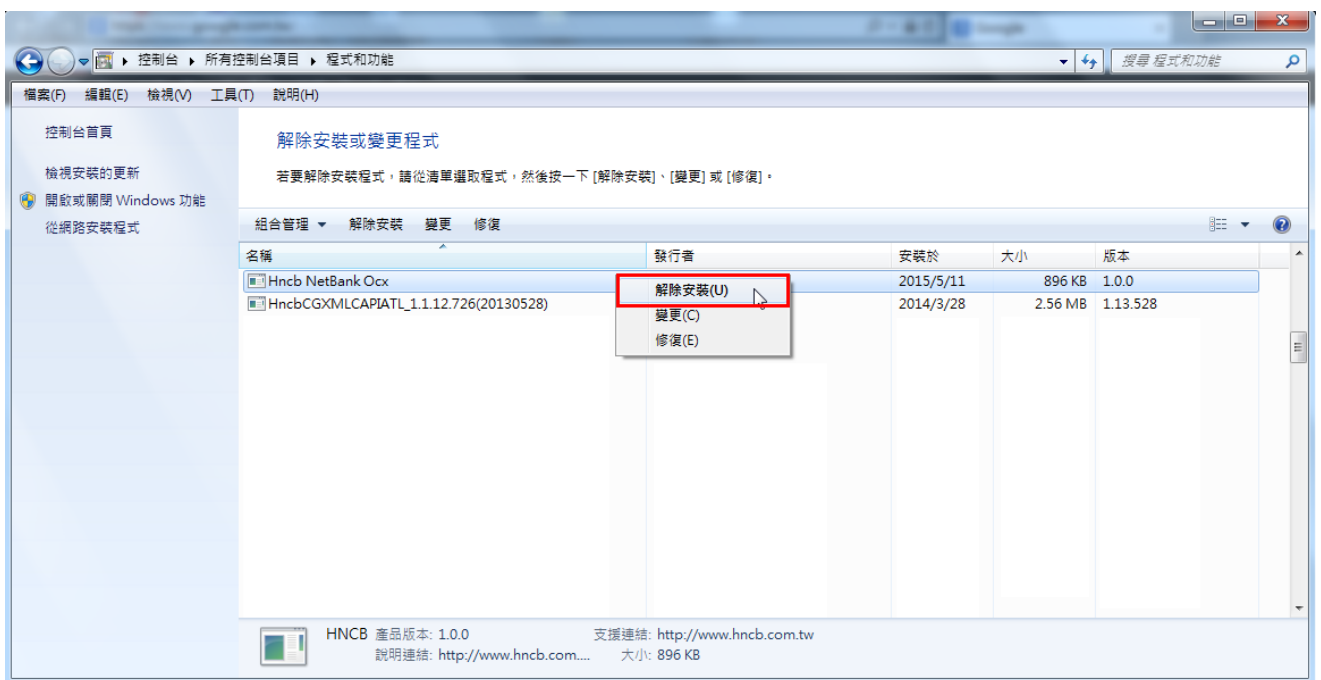 控制台 ▸ 所有控制台項目 ▸ 程式和功能
搜尋 程式和功能
檔案(F) 編輯(E) 檢視(V) 工具(T) 說明(H)
控制台首頁
檢視安裝的更新
開啟或關閉 Windows 功能
從網路安裝程式
解除安裝或變更程式
若要解除安裝程式，請從清單選取程式，然後按一下 [解除安裝]、[變更] 或 [修復]。
組合管理 解除安裝 變更 修復
名稱 發行者 安裝於 大小 版本
Hncb NetBank Ocx 2015/5/11 896 KB 1.0.0
HncbCGXMLCAPIATL_1.1.12.726(20130528) 2014/3/28 2.56 MB 1.13.528
解除安裝(U)
變更(C)
修復(E)
HNCB 產品版本: 1.0.0 支援連結: http://www.hncb.com.tw
說明連結: http://www.hncb.com.... 大小: 896 KB